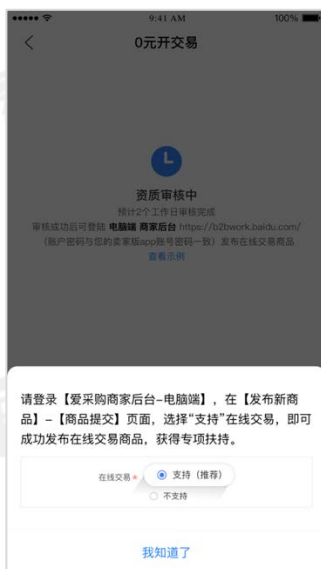 9:41 AM
100%
0元开交易
资质审核中
预计2个工作日审核完成
审核成功后可登陆 电脑端 商家后台 https://b2bwork.baidu.com/
(账户密码与您的卖家版app账号密码一致) 发布在线交易商品
查看示例
请登录【爱采购商家后台-电脑端】, 在【发布新商
品】-【商品提交】页面, 选择“支持”在线交易, 即可
成功发布在线交易商品, 获得专项扶持。
在线交易* 支持 (推荐)
不支持
我知道了